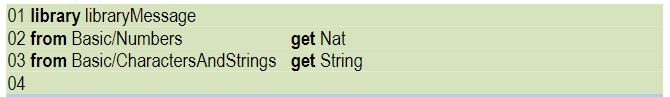 01 library libraryMessage
02 from Basic/Numbers get Nat
03 from Basic/CharactersAndStrings get String
04